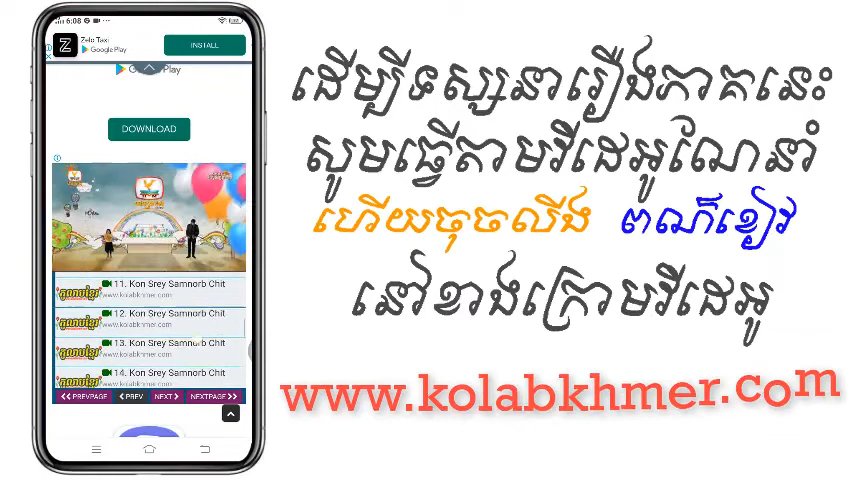 6:08
Zelo Taxi
Google Play
INSTALL
DOWNLOAD
11. Kon Srey Samnorb Chit
www.kolabkhmer.com
12. Kon Srey Samnorb Chit
www.kolabkhmer.com
13. Kon Srey Samnorb Chit
www.kolabkhmer.com
14. Kon Srey Samnorb Chit
www.kolabkhmer.com
PREVPAGE PREV NEXT NEXTPAGE
ដើម្បីទស្សនារឿងភាគនេះ
សូមធ្វើតាមវីដេអូណែនាំ
ហើយចុចលីង ពណ៌ខៀវ
នៅខាងក្រោមវីដេអូ
www.kolabkhmer.com